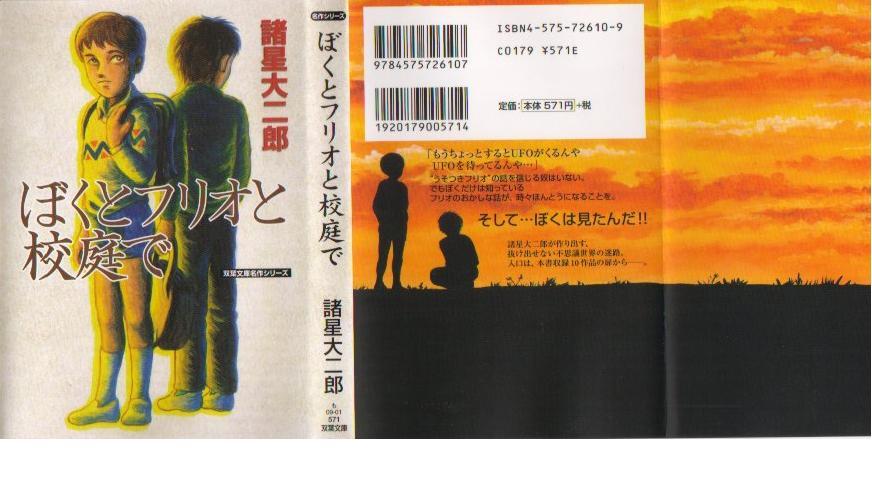 諸星大二郎
ぼくとフリオと
校庭で
双葉文庫名作シリーズ
名作シリーズ
ぼくとフリオと校庭で
諸星大二郎
も
09-01
571
双葉文庫
ISBN4-575-72610-9
C0179 ¥571E
9784575726107
定価:本体571円+税
1920179005714
「もうちょっとするとUFOがくるんや
UFOを待ってるんや…」
“うそつきフリオ”の話を信じる奴はいない。
でもぼくだけは知っている
フリオのおかしな話が、時々ほんとうになることを。
そして…ぼくは見たんだ!!
諸星大二郎が作り出す、
抜け出せない不思議世界の迷路。
入口は、本書収録10作品の扉から――。